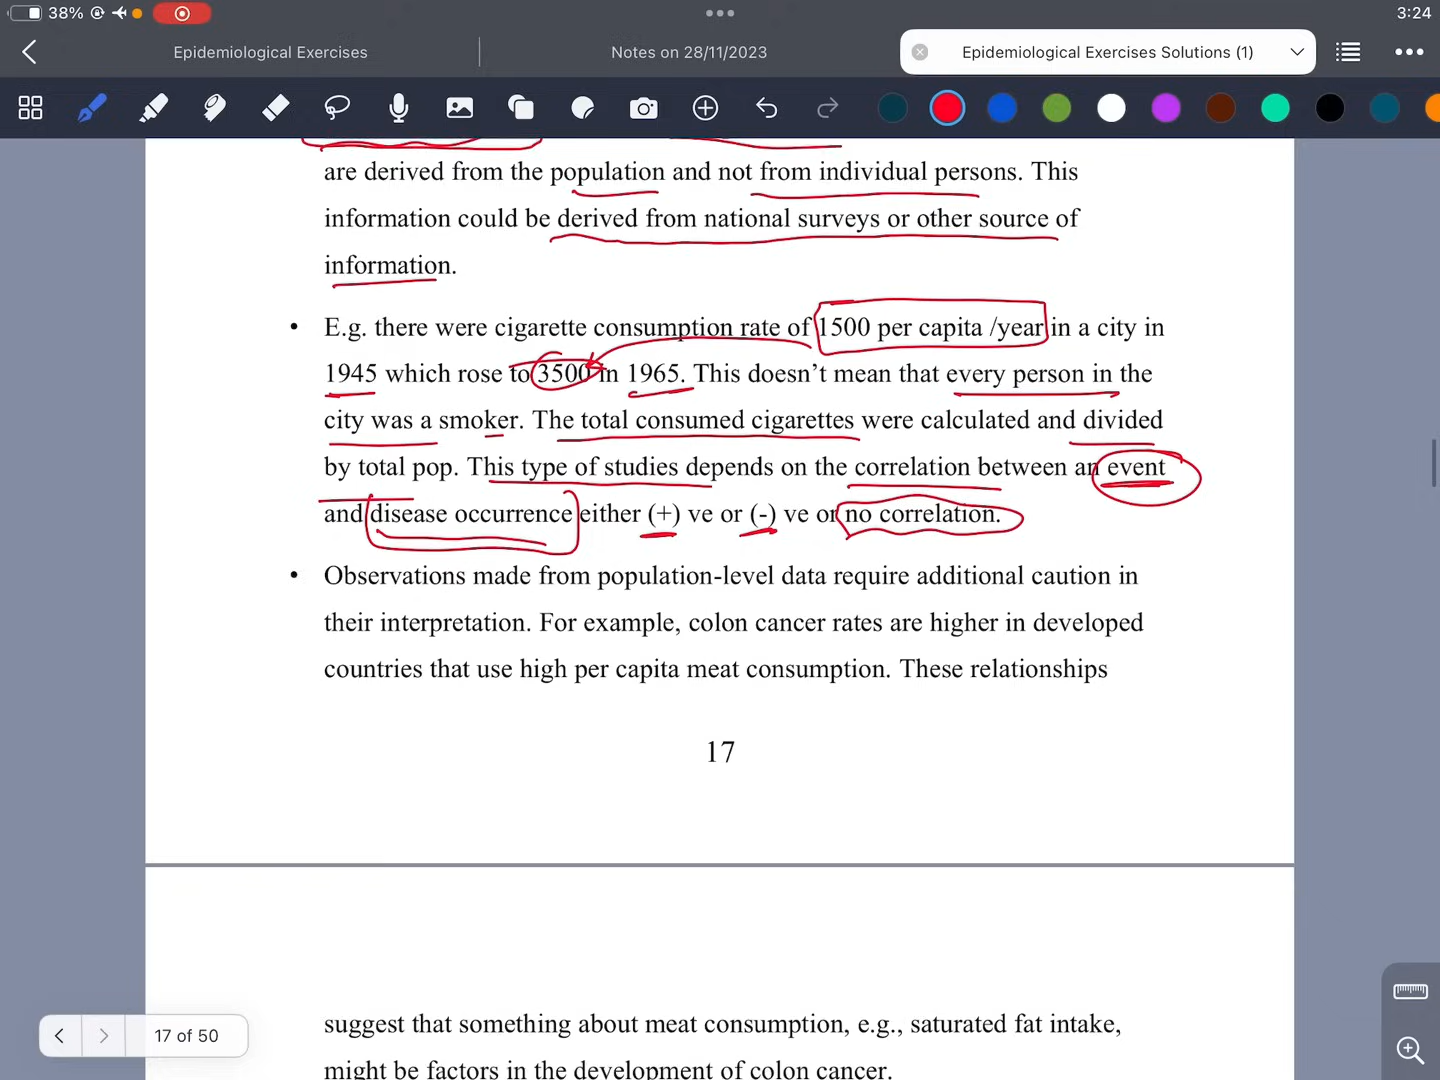 38%
3:24
Epidemiological Exercises
Notes on 28/11/2023
Epidemiological Exercises Solutions (1)
are derived from the population and not from individual persons. This
information could be derived from national surveys or other source of
information.
• E.g. there were cigarette consumption rate of 1500 per capita /year in a city in
1945 which rose to 3500 in 1965. This doesn’t mean that every person in the
city was a smoker. The total consumed cigarettes were calculated and divided
by total pop. This type of studies depends on the correlation between an event
and disease occurrence either (+) ve or (-) ve or no correlation.
• Observations made from population-level data require additional caution in
their interpretation. For example, colon cancer rates are higher in developed
countries that use high per capita meat consumption. These relationships
17
suggest that something about meat consumption, e.g., saturated fat intake,
might be factors in the development of colon cancer.
17 of 50